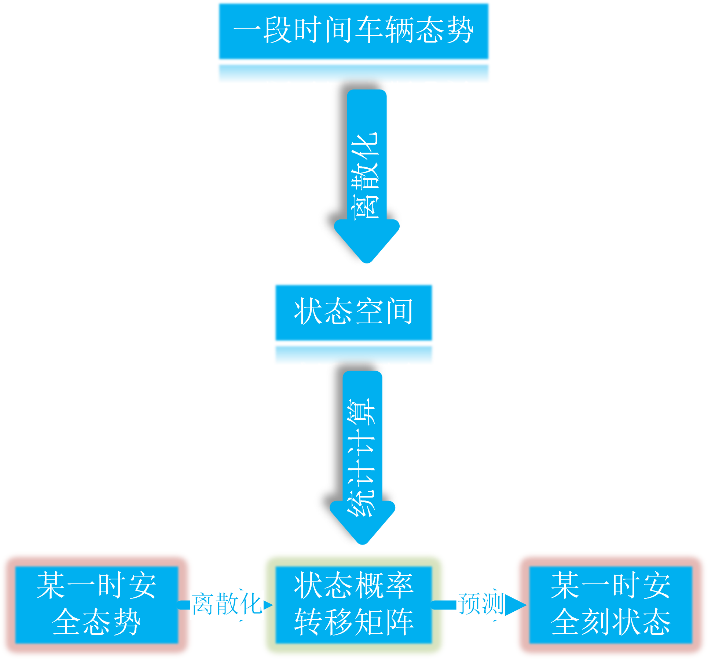 一段时间车辆态势
离散化
状态空间
统计计算
某一时安
全态势
离散化
状态概率
转移矩阵
预测
某一时安
全刻状态